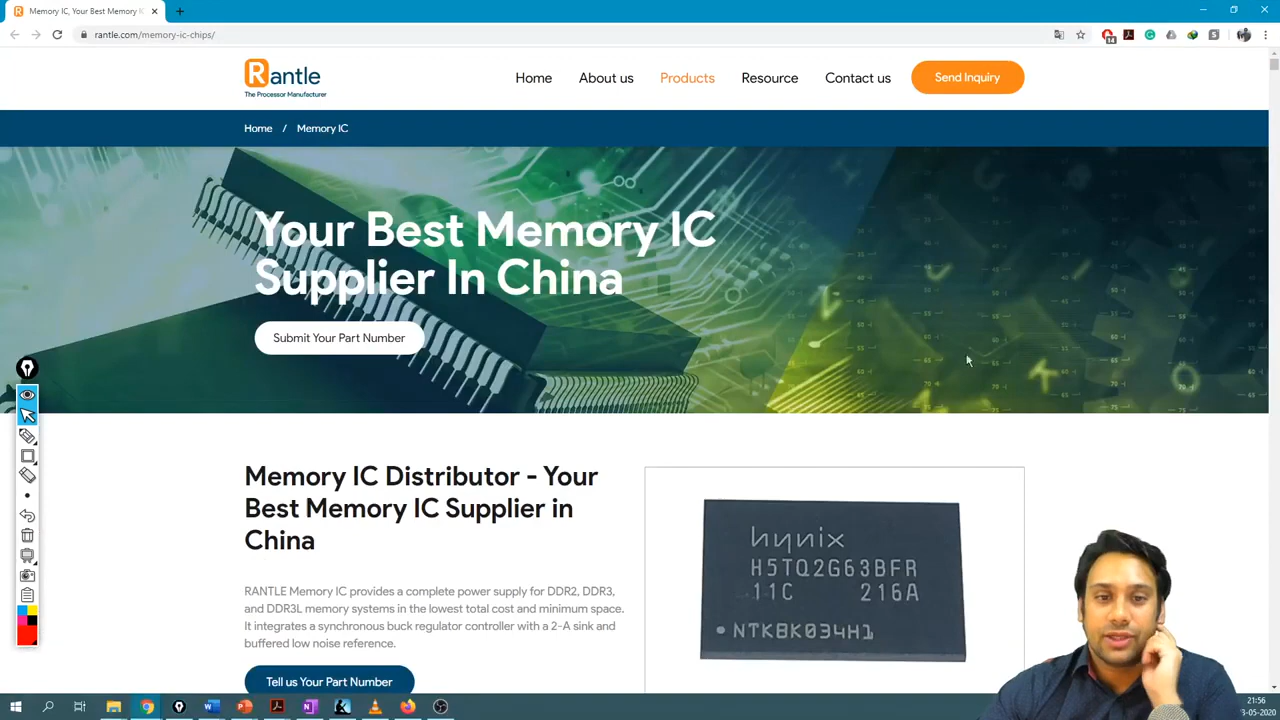 Memory IC, Your Best Memory I
rantle.com/memory-ic-chips/
14
Rantle
The Processor Manufacturer
Home
About us
Products
Resource
Contact us
Send Inquiry
Home / Memory IC
Your Best Memory IC
Supplier In China
Submit Your Part Number
Memory IC Distributor - Your
Best Memory IC Supplier in
China
RANTLE Memory IC provides a complete power supply for DDR2, DDR3,
and DDR3L memory systems in the lowest total cost and minimum space.
It integrates a synchronous buck regulator controller with a 2-A sink and
buffered low noise reference.
Tell us Your Part Number
hynix
H5TQ2G63BFR
11C 216A
NTK8K034H1
21:56
3-05-2020